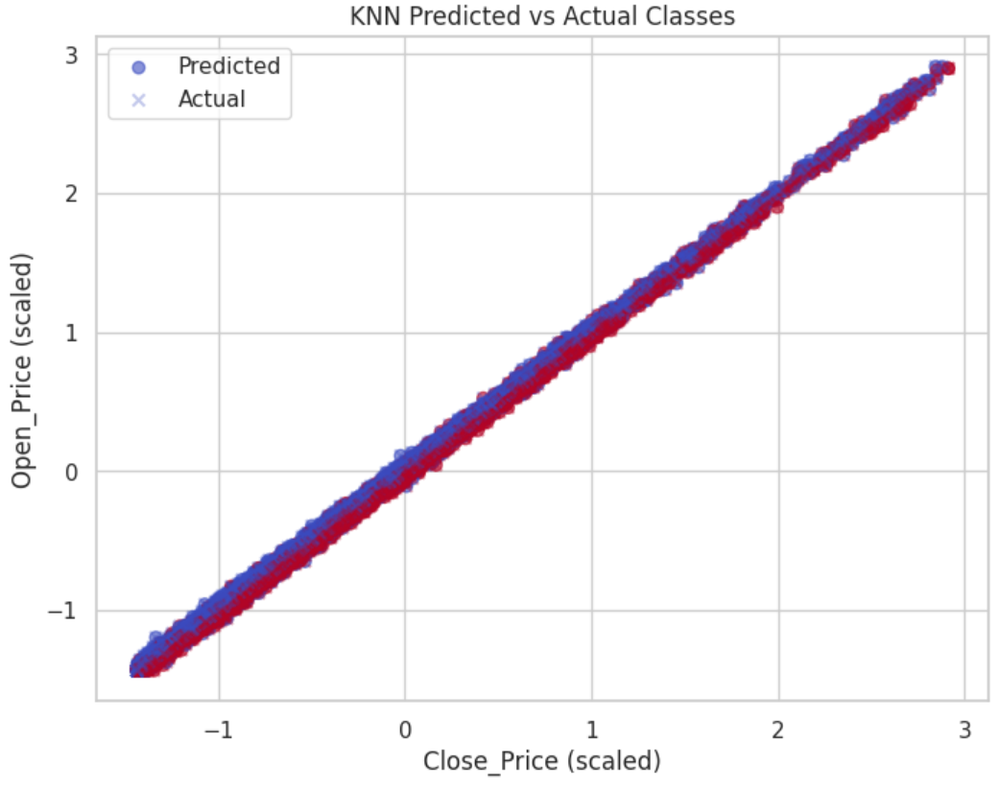 KNN Predicted vs Actual Classes
Predicted
Actual
3
2
1
0
−1
Open_Price (scaled)
−1 0 1 2 3
Close_Price (scaled)